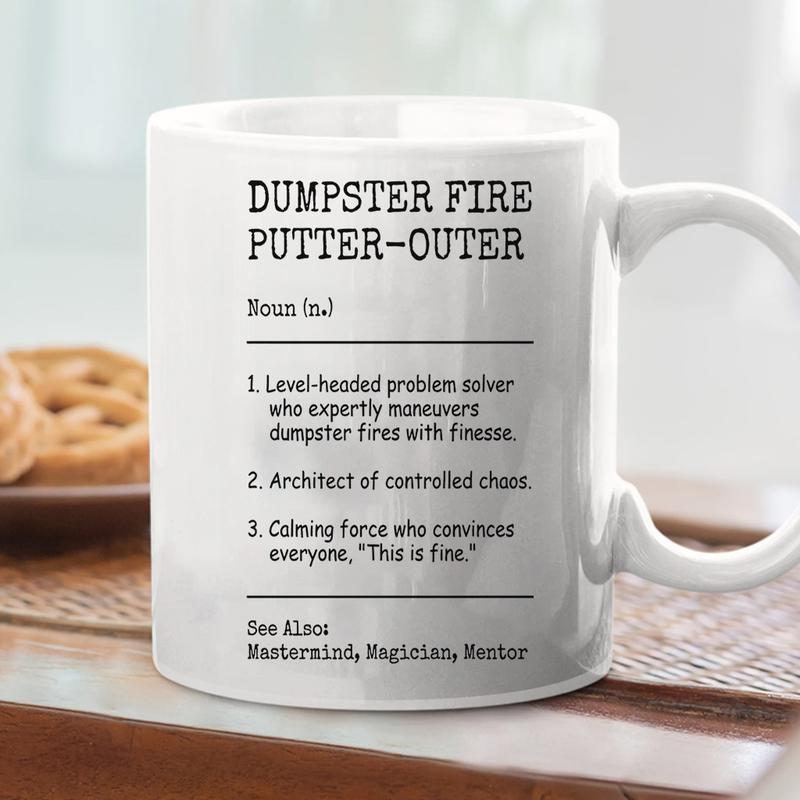 DUMPSTER FIRE
PUTTER-OUTER
Noun (n.)
1. Level-headed problem solver
who expertly maneuvers
dumpster fires with finesse.
2. Architect of controlled chaos.
3. Calming force who convinces
everyone, "This is fine."
See Also:
Mastermind, Magician, Mentor